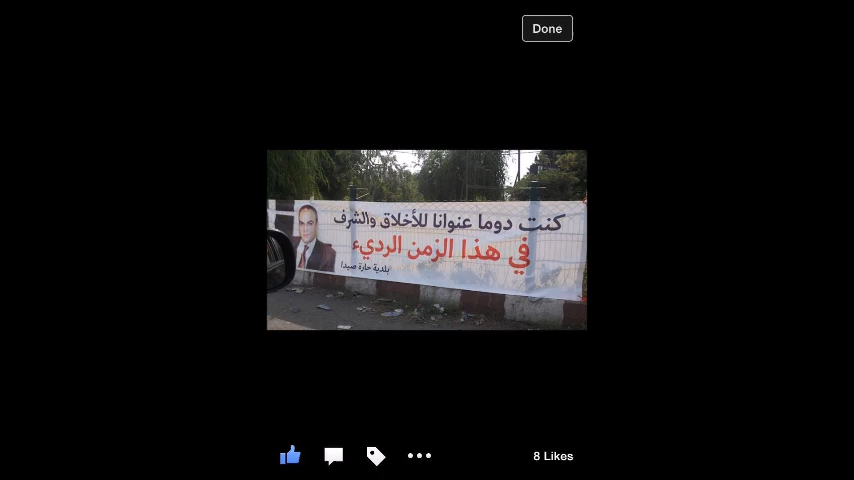 Done
كنت دوما عنوانا للأخلاق والشرف
في هذا الزمن الرديء
بلدية حارة صيدا
8 Likes